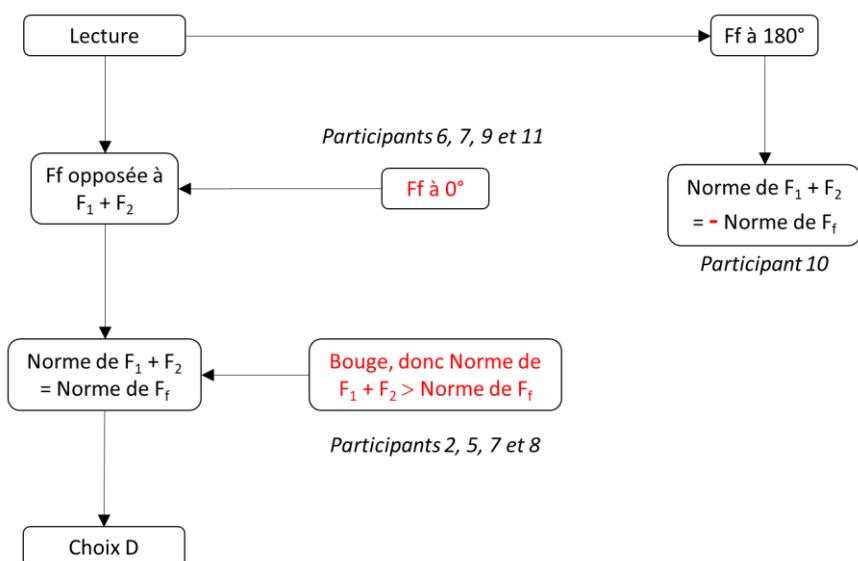 Lecture
Ff à 180°
Participants 6, 7, 9 et 11
Ff opposée à
F₁ + F₂
Ff à 0°
Norme de F₁ + F₂
= - Norme de Ff
Participant 10
Norme de F₁ + F₂
= Norme de Ff
Bouge, donc Norme de
F₁ + F₂ > Norme de Ff
Participants 2, 5, 7 et 8
Choix D